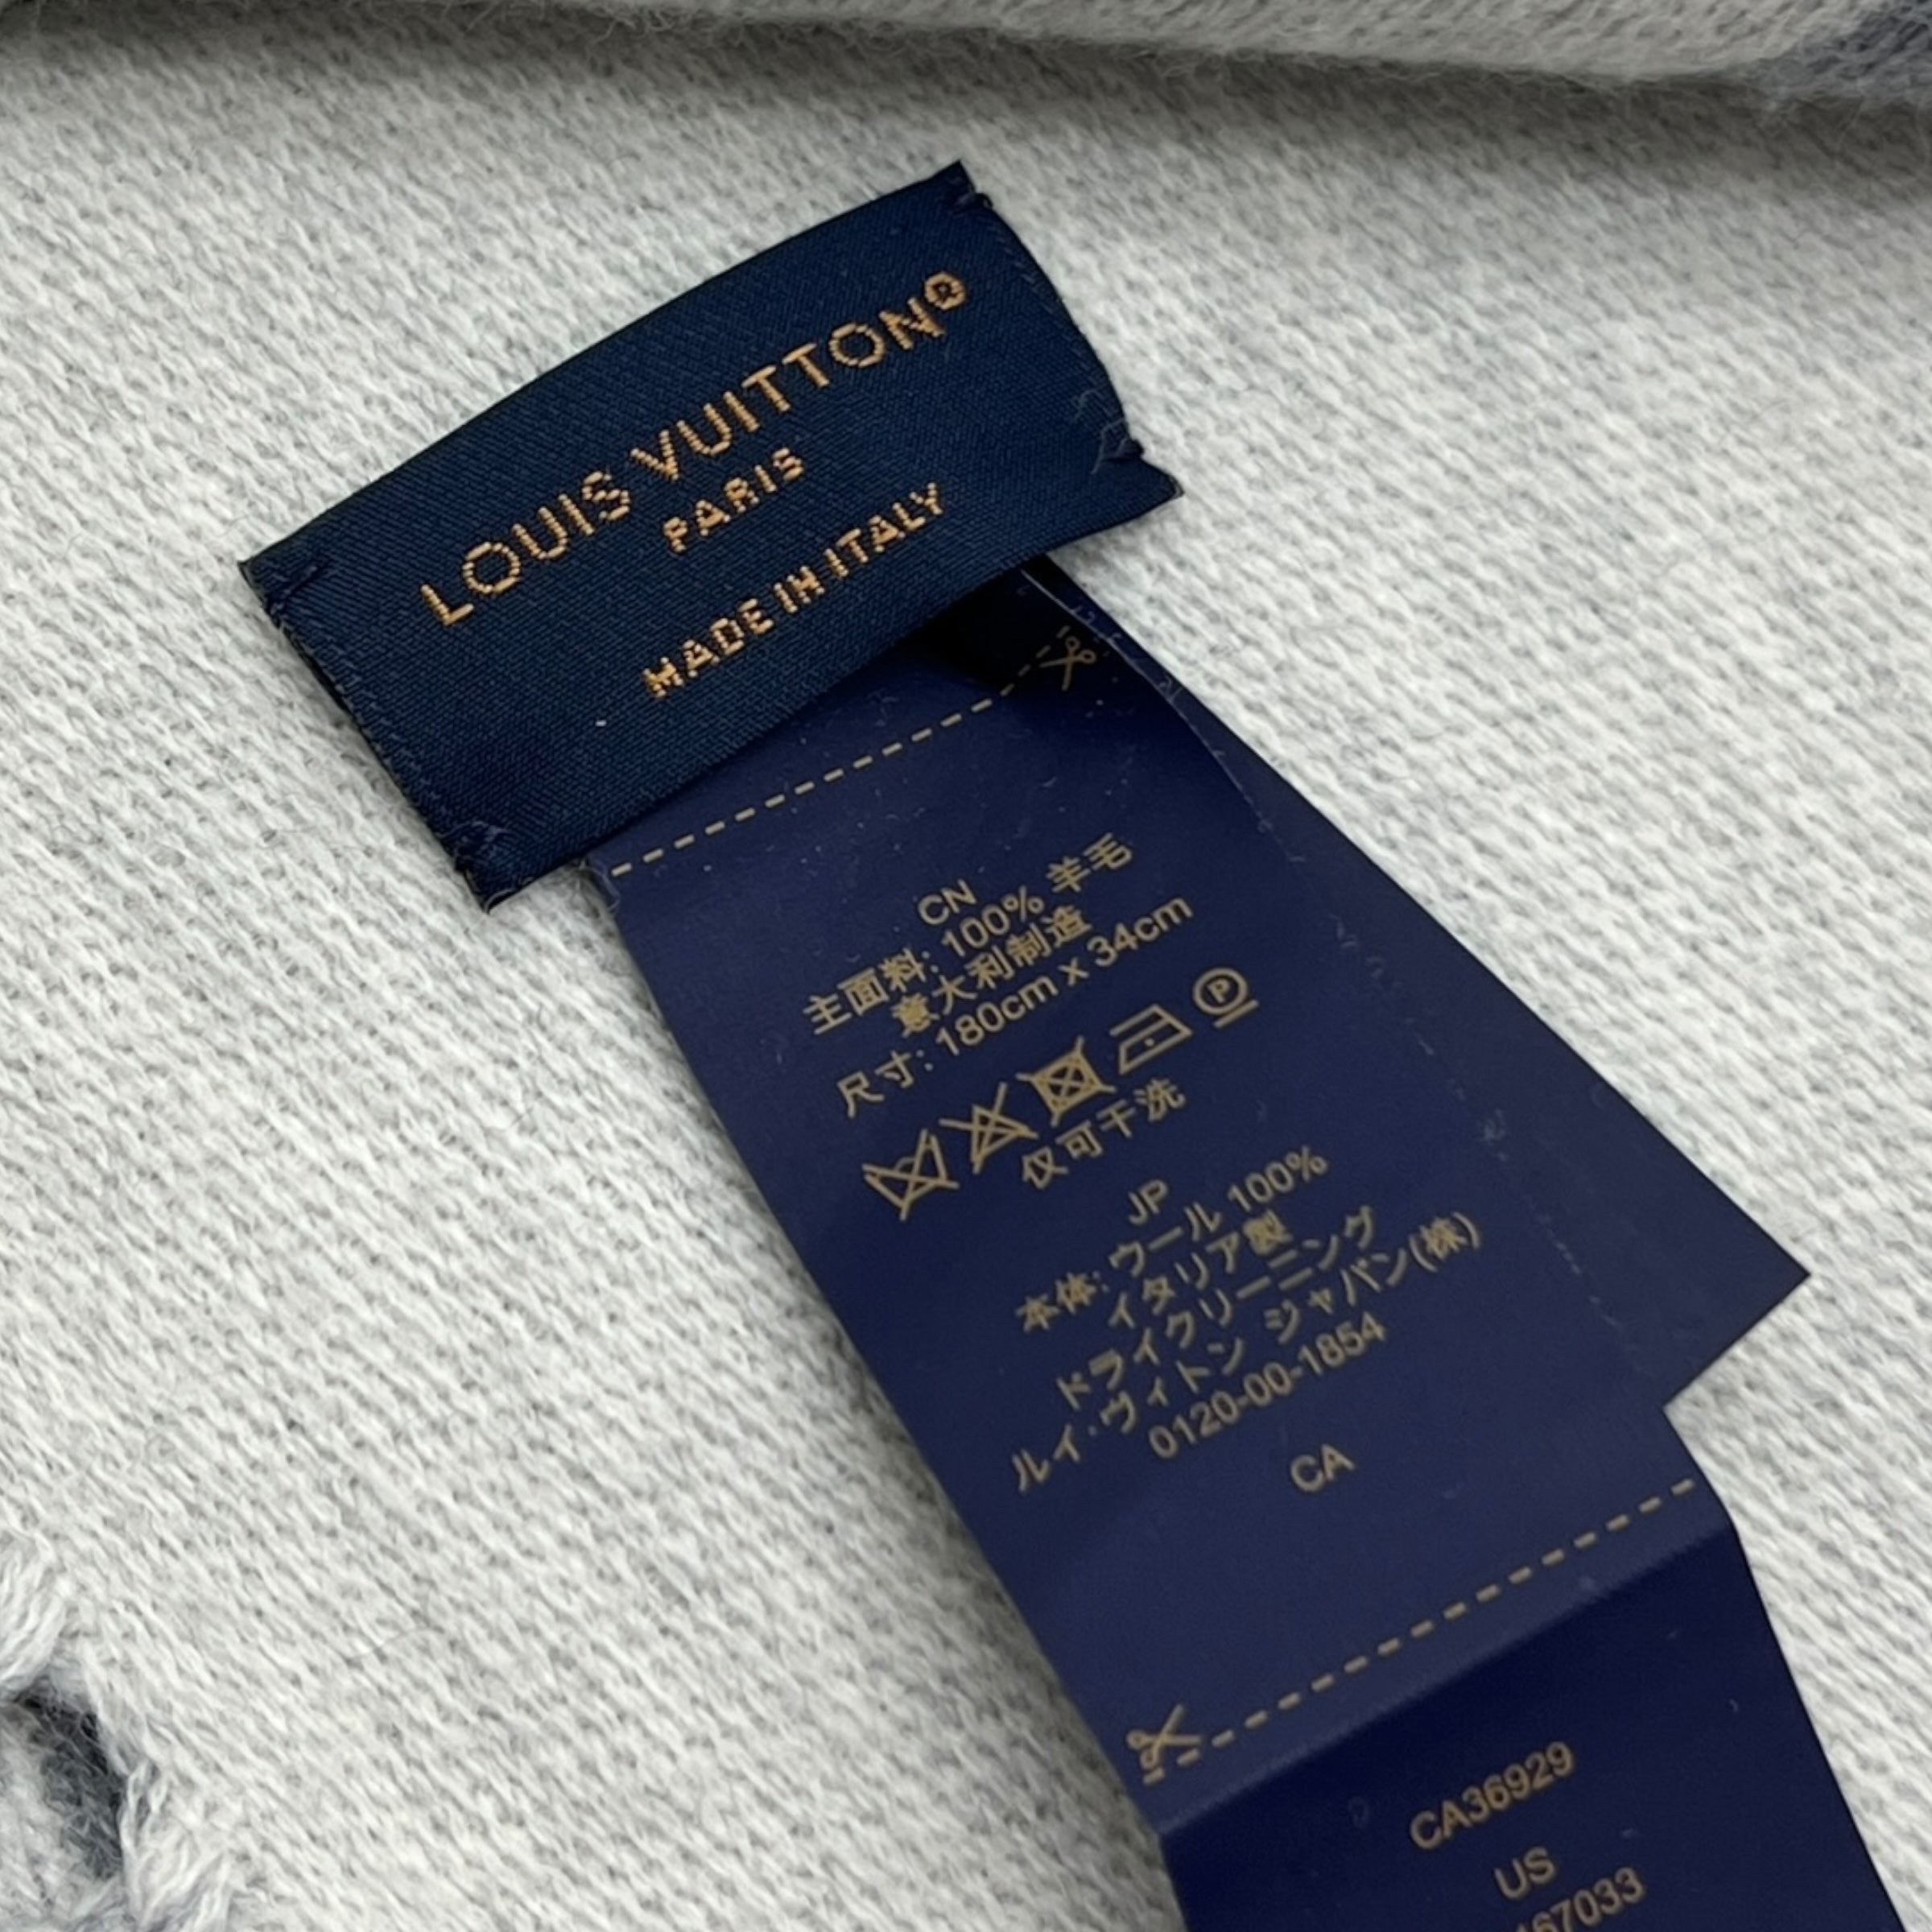 LOUIS VUITTON®
PARIS
MADE IN ITALY
CN
主面料: 100% 羊毛
意大利制造
尺寸: 180cm x 34cm
P
仅可干洗
JP
本体: ウール 100%
イタリア製
ドライクリーニング
ルイ·ヴィトン ジャパン(株)
0120-00-1854
CA
CA36929
US